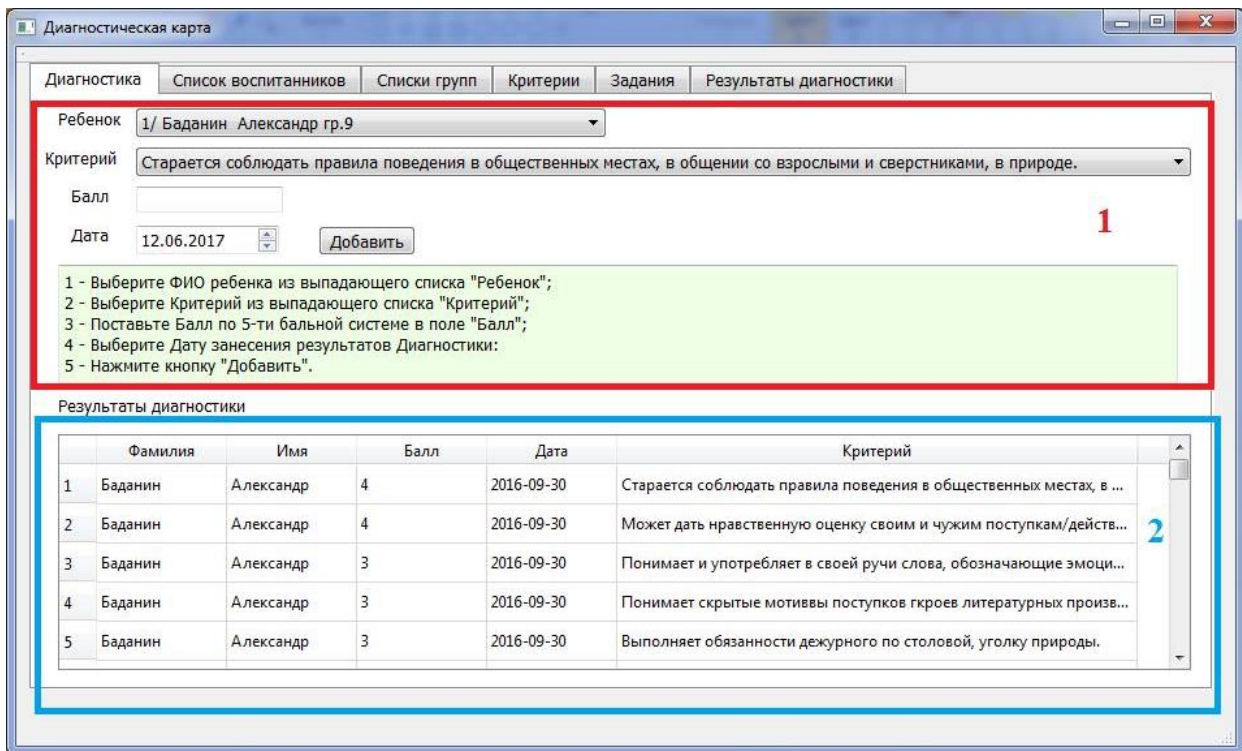 Диагностическая карта
Диагностика Список воспитанников Списки групп Критерии Задания Результаты диагностики
Ребенок 1/ Баданин Александр гр.9
Критерий Старается соблюдать правила поведения в общественных местах, в общении со взрослыми и сверстниками, в природе.
Балл
1
Дата 12.06.2017 Добавить
1 - Выберите ФИО ребенка из выпадающего списка "Ребенок";
2 - Выберите Критерий из выпадающего списка "Критерий";
3 - Поставьте Балл по 5-ти бальной системе в поле "Балл";
4 - Выберите Дату занесения результатов Диагностики:
5 - Нажмите кнопку "Добавить".
Результаты диагностики
Фамилия Имя Балл Дата Критерий
1 Баданин Александр 4 2016-09-30 Старается соблюдать правила поведения в общественных местах, в ...
2 Баданин Александр 4 2016-09-30 Может дать нравственную оценку своим и чужим поступкам/действ...
2
3 Баданин Александр 3 2016-09-30 Понимает и употребляет в своей ручи слова, обозначающие эмоци...
4 Баданин Александр 3 2016-09-30 Понимает скрытые мотиввы поступков гкроев литературных произв...
5 Баданин Александр 3 2016-09-30 Выполняет обязанности дежурного по столовой, уголку природы.